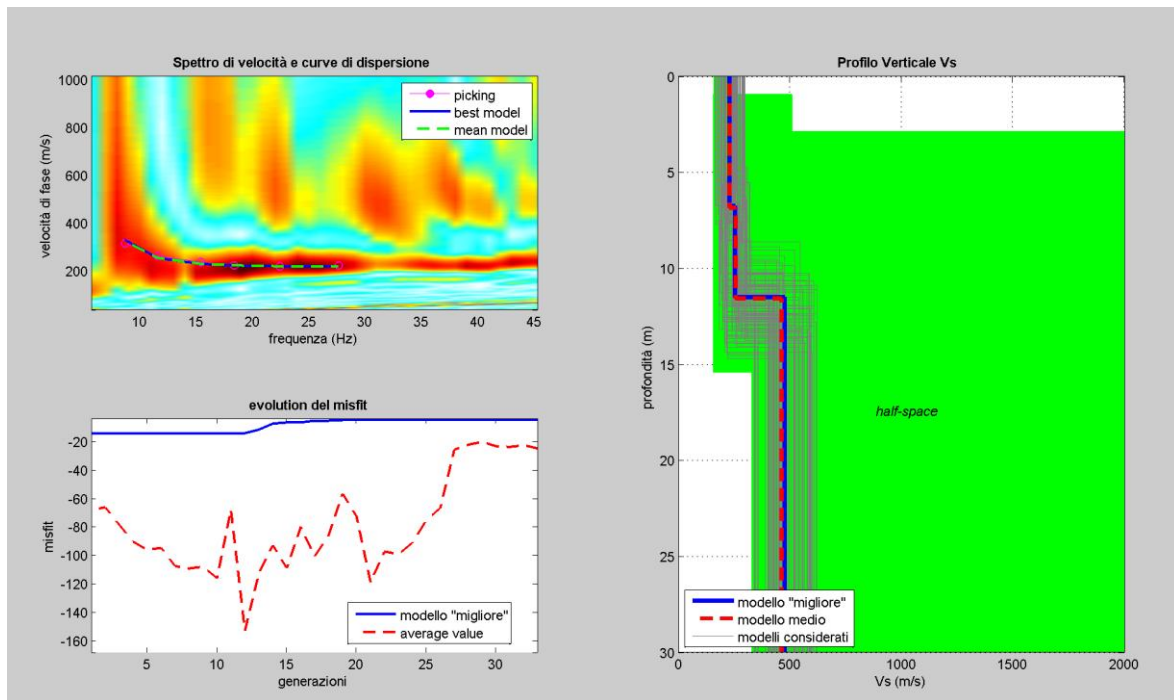 Spettro di velocità e curve di dispersione
1000
800
600
400
200
velocità di fase (m/s)
picking
best model
mean model
10 15 20 25 30 35 40 45
frequenza (Hz)
evolution del misfit
-20
-40
-60
-80
-100
-120
-140
-160
misfit
modello "migliore"
average value
5 10 15 20 25 30
generazioni
Profilo Verticale Vs
0
5
10
15
20
25
30
profondità (m)
half-space
modello "migliore"
modello medio
modelli considerati
0 500 1000 1500 2000
Vs (m/s)